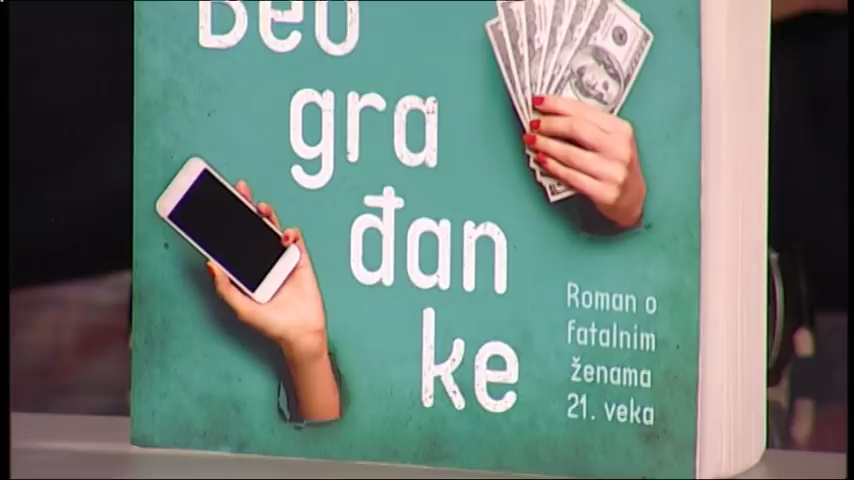 Beo
gra
đan
ke
Roman o
fatalnim
ženama
21. veka